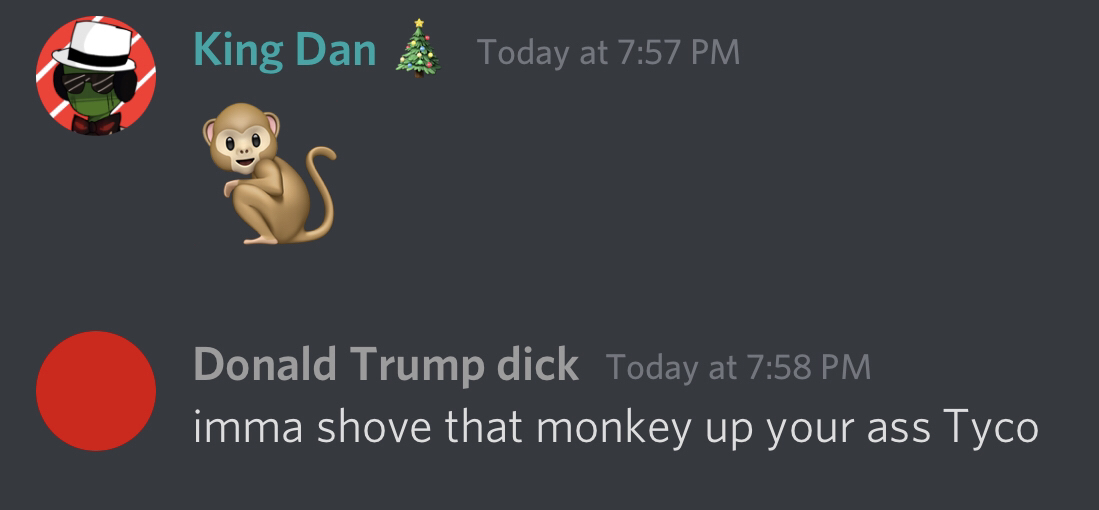 King Dan 🎄 Today at 7:57 PM
🐒
Donald Trump dick Today at 7:58 PM
imma shove that monkey up your ass Tyco